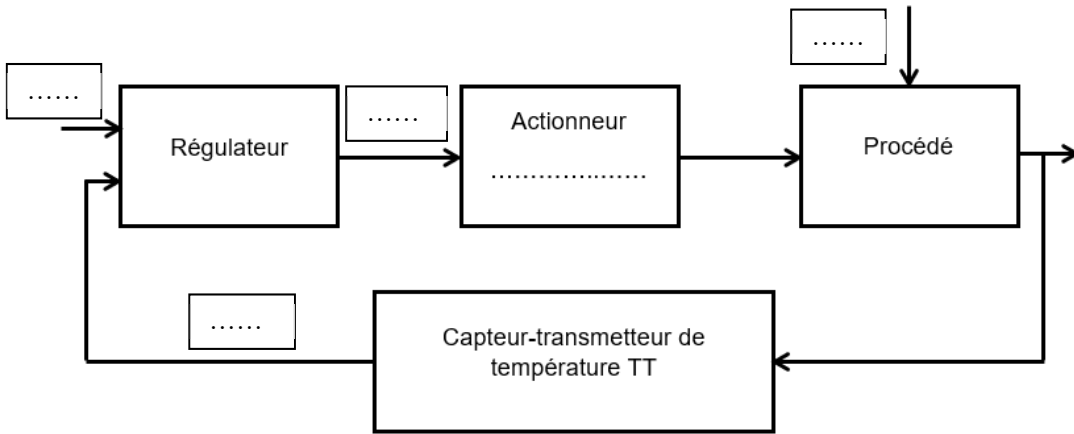 ……
……
……
Régulateur
Actionneur
…………..……
Procédé
……
Capteur-transmetteur de
température TT